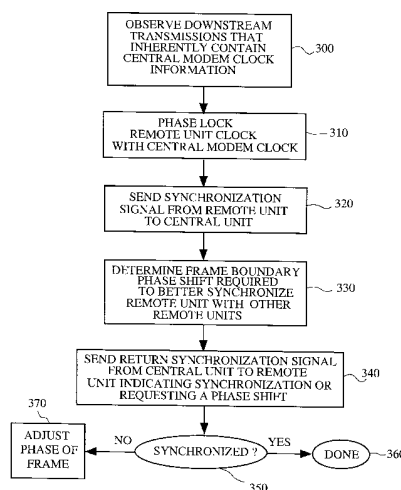 OBSERVE DOWNSTREAM
TRANSMISSIONS THAT
INHERENTLY CONTAIN
CENTRAL MODEM CLOCK
INFORMATION
300
PHASE LOCK
REMOTE UNIT CLOCK
WITH CENTRAL MODEM CLOCK
310
SEND SYNCHRONIZATION
SIGNAL FROM REMOTE UNIT
TO CENTRAL UNIT
320
DETERMINE FRAME BOUNDARY
PHASE SHIFT REQUIRED
TO BETTER SYNCHRONIZE
REMOTE UNIT WITH OTHER
REMOTE UNITS
330
SEND RETURN SYNCHRONIZATION SIGNAL
FROM CENTRAL UNIT TO REMOTE
UNIT INDICATING SYNCHRONIZATION OR
REQUESTING A PHASE SHIFT
340
370
ADJUST
PHASE OF
FRAME
NO
SYNCHRONIZED ?
YES
DONE
360
350